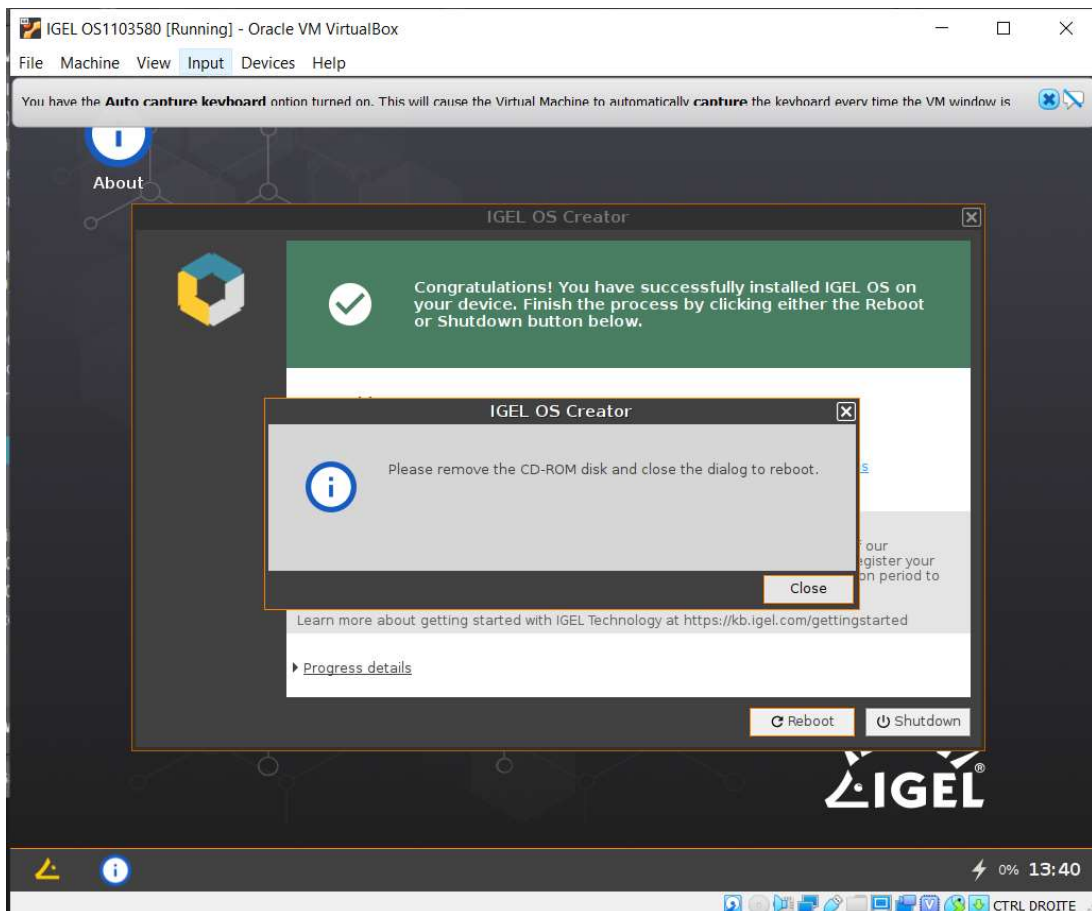 IGEL OS1103580 [Running] - Oracle VM VirtualBox
File Machine View Input Devices Help
You have the Auto capture keyboard option turned on. This will cause the Virtual Machine to automatically capture the keyboard every time the VM window is
About
IGEL OS Creator
Congratulations! You have successfully installed IGEL OS on
your device. Finish the process by clicking either the Reboot
or Shutdown button below.
IGEL OS Creator
Please remove the CD-ROM disk and close the dialog to reboot.
s
our
egister your
on period to
Close
Learn more about getting started with IGEL Technology at https://kb.igel.com/gettingstarted
Progress details
Reboot Shutdown
IGEL®
0% 13:40
CTRL DROITE